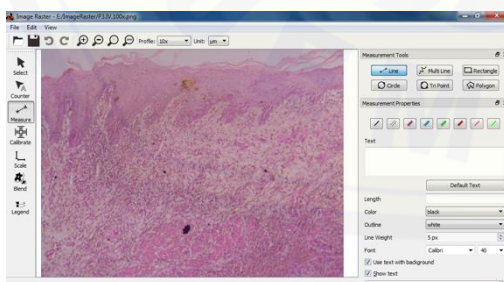 Image Raster - E:/ImageRaster/P33V.100x.png
File Edit View
Profile: 10x Unit: µm
Select
Counter
Measure
Calibrate
Scale
Blend
Legend
Measurement Tools
Line Multi Line Rectangle
Circle Tri Point Polygon
Measurement Properties
Text
Default Text
Length
Color black
Outline white
Line Weight 5 px
Font Calibri 40
Use text with background
Show text